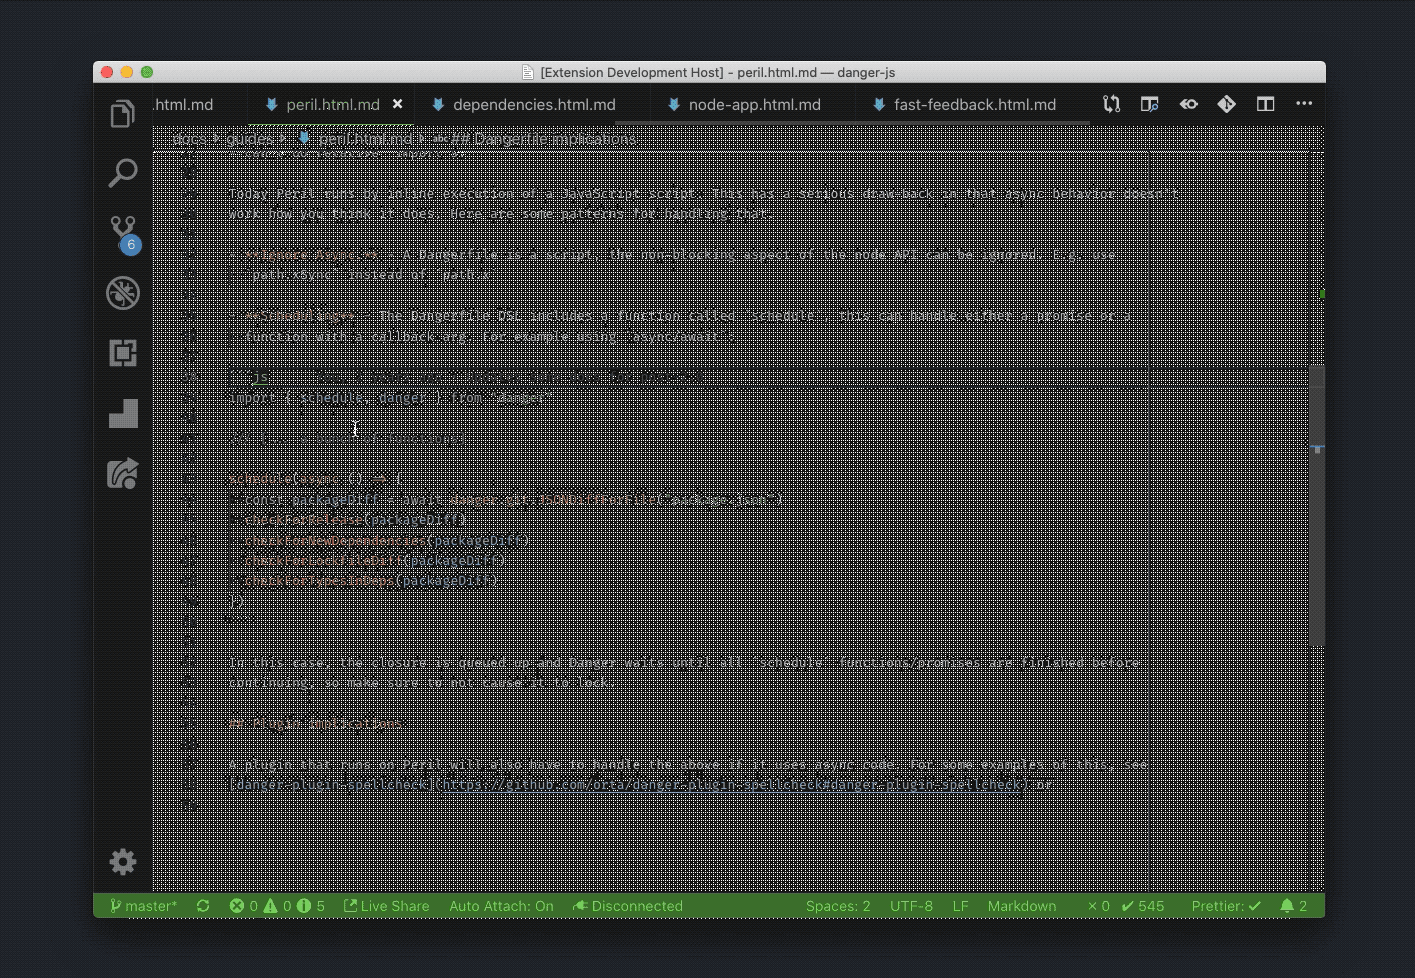 [Extension Development Host] - peril.html.md — danger-js
.html.md peril.html.md dependencies.html.md node-app.html.md fast-feedback.html.md
docs guides peril.html.md abc ## Dangerfile implications
Today Peril runs by inline execution of a JavaScript script. This has a serious draw-back in that async behavior doesn't
work how you think it does. Here are some patterns for handling that.
- A Dangerfile is a script, the non-blocking aspect of the node API can be ignored. E.g. use
`path.xSync` instead of `path.x`
- The Dangerfile DSL includes a function called `schedule`, this can handle either a promise or a
function with a callback arg. For example using `async/await`:
js
import { schedule, danger } from "danger"
schedule(async () => {
const packageDiff = await danger.git.JSONDiffForFile("package.json")
checkForRelease(packageDiff)
checkForNewDependencies(packageDiff)
checkForLockfileDiff(packageDiff)
checkForTypesInDeps(packageDiff)
})
In this case, the closure is queued up and Danger waits until all `schedule` functions/promises are finished before
continuing, so make sure to not cause it to lock.
## Plugin implications
A plugin that runs on Peril will also have to handle the above if it uses async code. For some examples of this, see
[danger-plugin-spellcheck](https://github.com/orta/danger-plugin-spellcheck#danger-plugin-spellcheck) or
6
master* 0 0 5 Live Share Auto Attach: On Disconnected Spaces: 2 UTF-8 LF Markdown × 0 ✔ 545 Prettier: ✔ 2